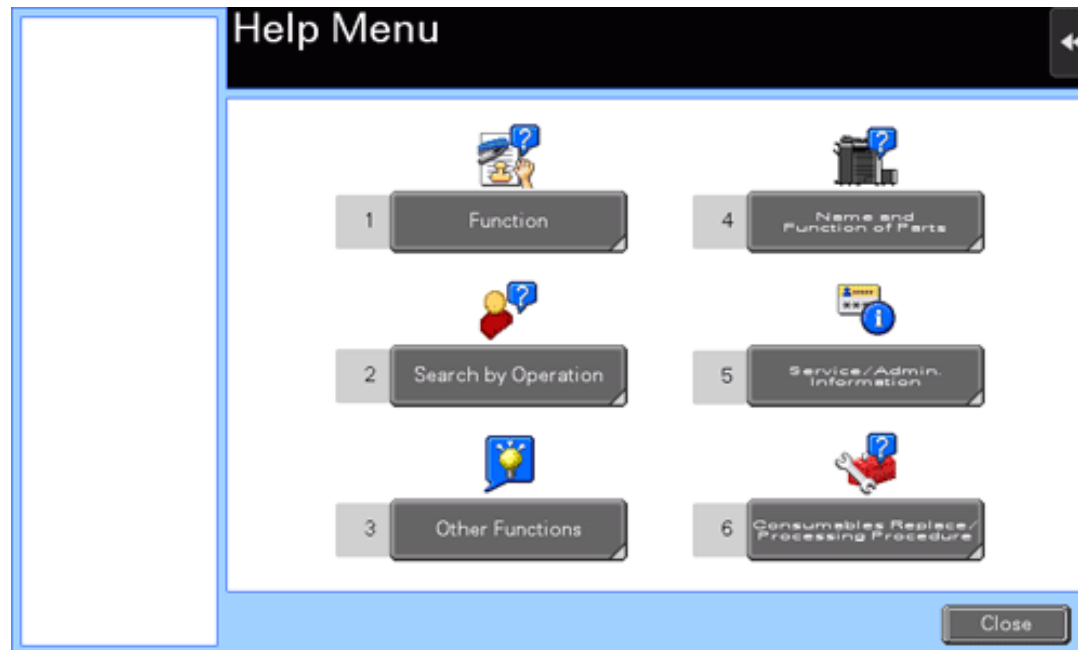 Help Menu
1
Function
4
Name and
Function of Parts
2
Search by Operation
5
Service/Admin.
Information
3
Other Functions
6
Consumables Replace/
Processing Procedure
Close